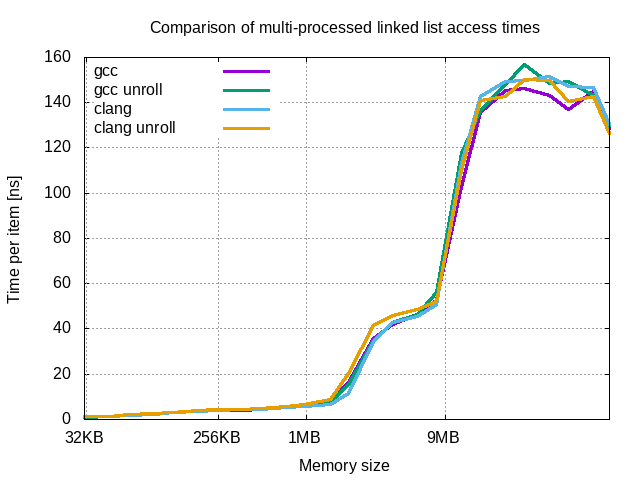 Comparison of multi-processed linked list access times
160
140
120
100
80
60
40
20
0
gcc
gcc unroll
clang
clang unroll
Time per item [ns]
32KB 256KB 1MB 9MB
Memory size